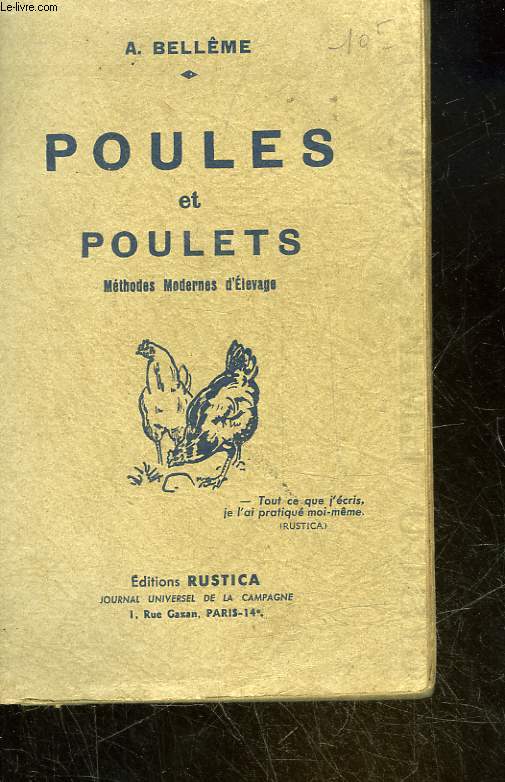 Le-livre.com
10F
A. BELLÊME
POULES
et
POULETS
Méthodes Modernes d'Élevage
— Tout ce que j'écris,
je l'ai pratiqué moi-même.
(RUSTICA)
Éditions RUSTICA
JOURNAL UNIVERSEL DE LA CAMPAGNE
1, Rue Gazan, PARIS-14e.